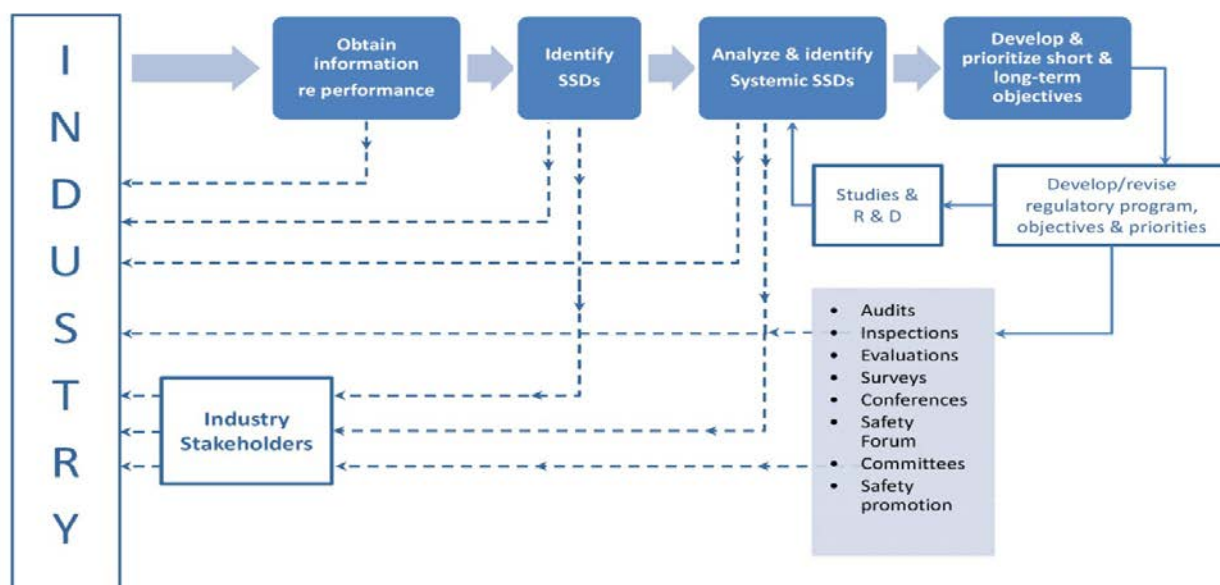 INDUSTRY
Obtain
information
re performance
Identify
SSDs
Analyze & identify
Systemic SSDs
Develop &
prioritize short &
long-term
objectives
Studies &
R & D
Develop/revise
regulatory program,
objectives & priorities
• Audits
• Inspections
• Evaluations
• Surveys
• Conferences
• Safety
Forum
• Committees
• Safety
promotion
Industry
Stakeholders